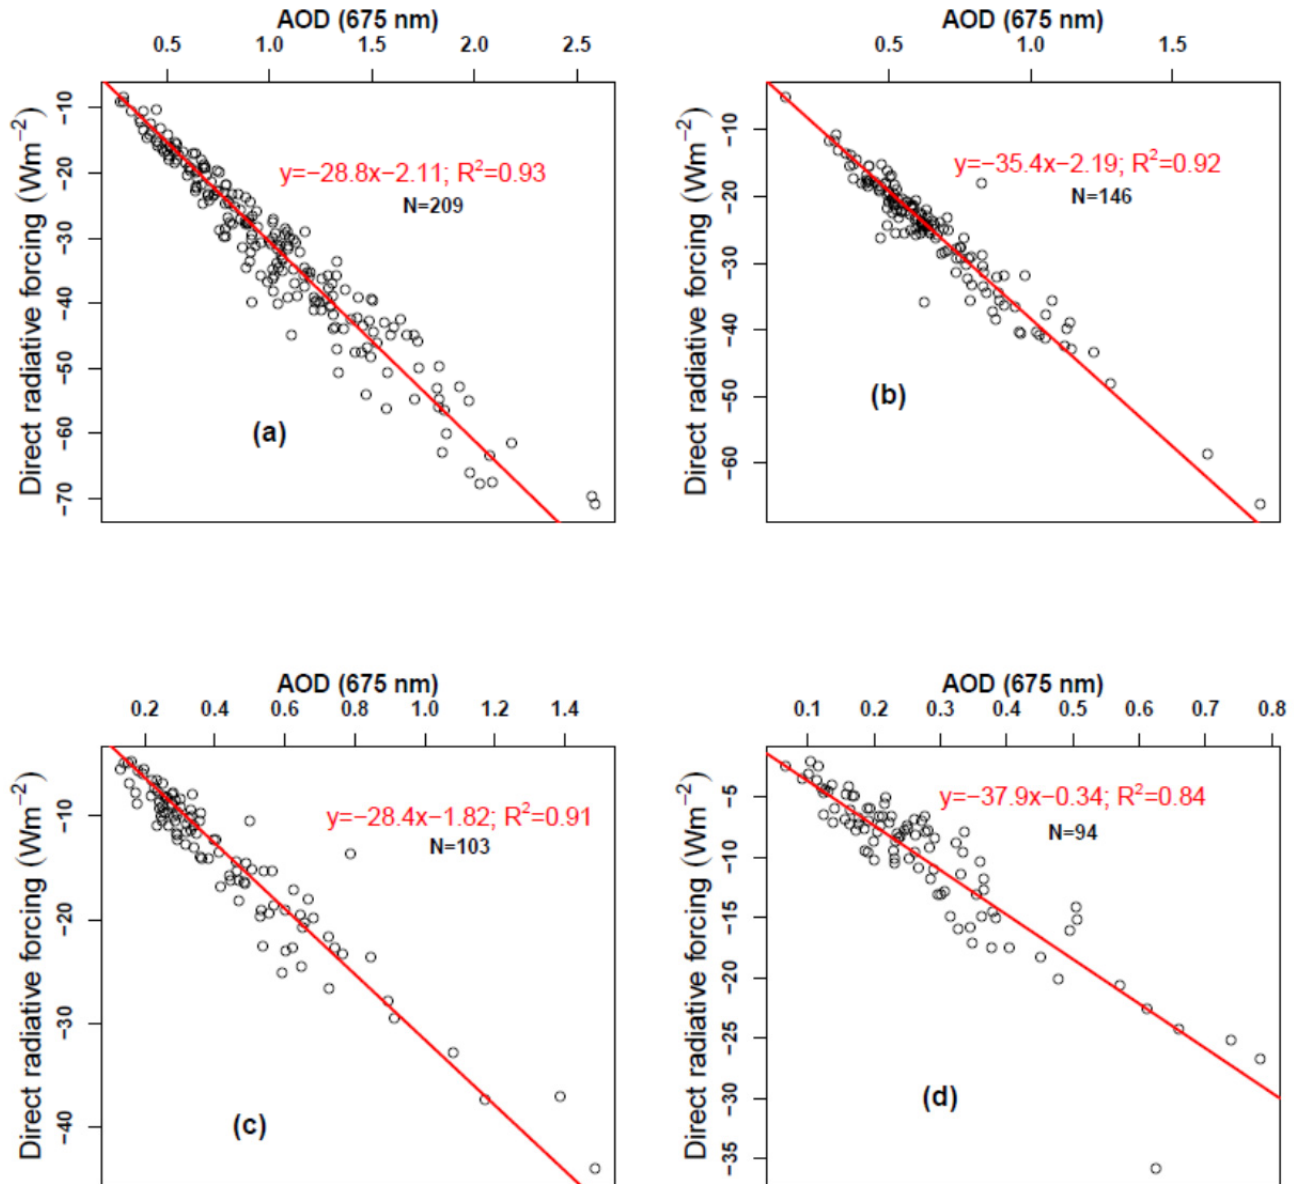 AOD (675 nm)
0.5 1.0 1.5 2.0 2.5
Direct radiative forcing (Wm−2)
−10
−20
−30
−40
−50
−60
−70
y=−28.8x−2.11; R2=0.93
N=209
(a)
AOD (675 nm)
0.5 1.0 1.5
Direct radiative forcing (Wm−2)
−10
−20
−30
−40
−50
−60
y=−35.4x−2.19; R2=0.92
N=146
(b)
AOD (675 nm)
0.2 0.4 0.6 0.8 1.0 1.2 1.4
Direct radiative forcing (Wm−2)
−10
−20
−30
−40
y=−28.4x−1.82; R2=0.91
N=103
(c)
AOD (675 nm)
0.1 0.2 0.3 0.4 0.5 0.6 0.7 0.8
Direct radiative forcing (Wm−2)
−5
−10
−15
−20
−25
−30
−35
y=−37.9x−0.34; R2=0.84
N=94
(d)